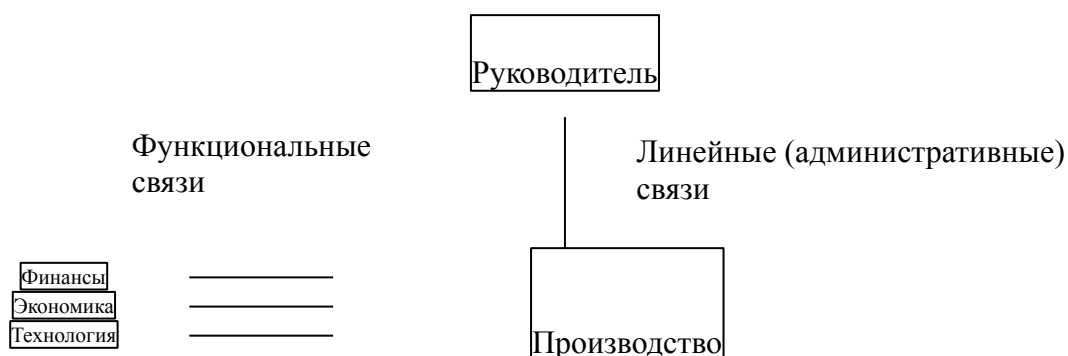 Руководитель
Функциональные
связи
Линейные (административные)
связи
Финансы
Экономика
Технология
Производство